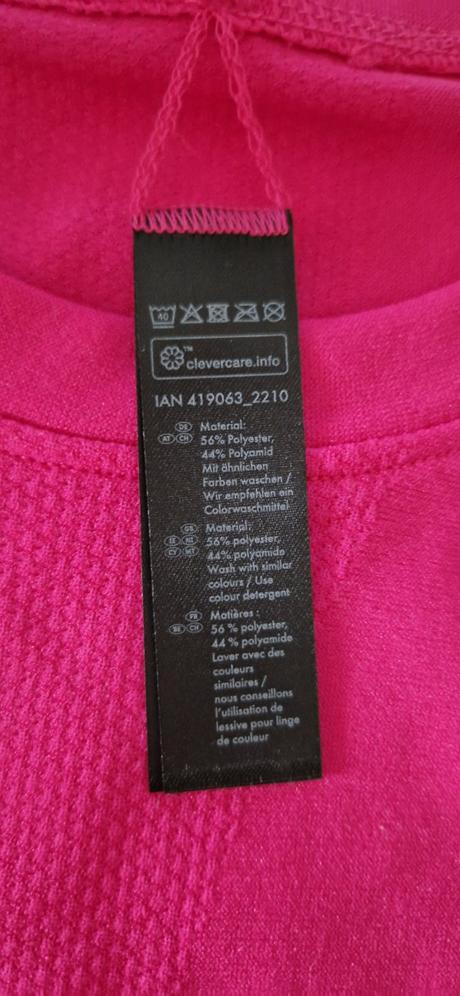 40
clevercare.info™
IAN 419063_2210
DE AT CH Material:
56% Polyester,
44% Polyamid
Mit ähnlichen
Farben waschen /
Wir empfehlen ein
Colorwaschmittel
GB IE NI CY MT Material:
56% polyester,
44% polyamide
Wash with similar
colours / Use
colour detergent
FR BE CH Matières :
56 % polyester,
44 % polyamide
Laver avec des
couleurs
similaires /
nous conseillons
l'utilisation de
lessive pour linge
de couleur